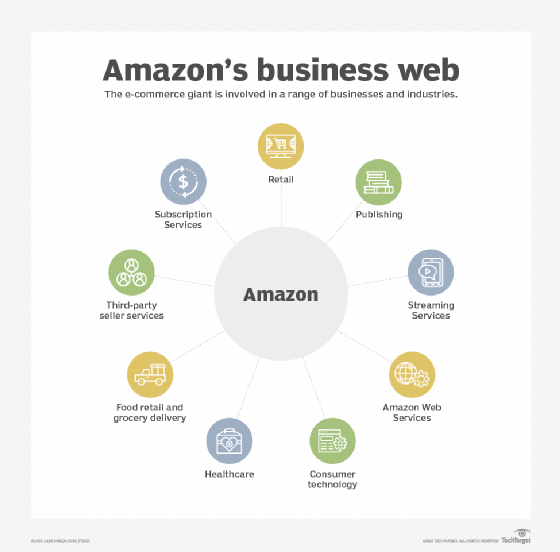 Amazon's business web
The e-commerce giant is involved in a range of businesses and industries.
Retail
Publishing
Streaming
Services
Amazon Web
Services
Consumer
technology
Healthcare
Food retail and
grocery delivery
Third-party
seller services
Subscription
Services
$
Amazon
TechTarget